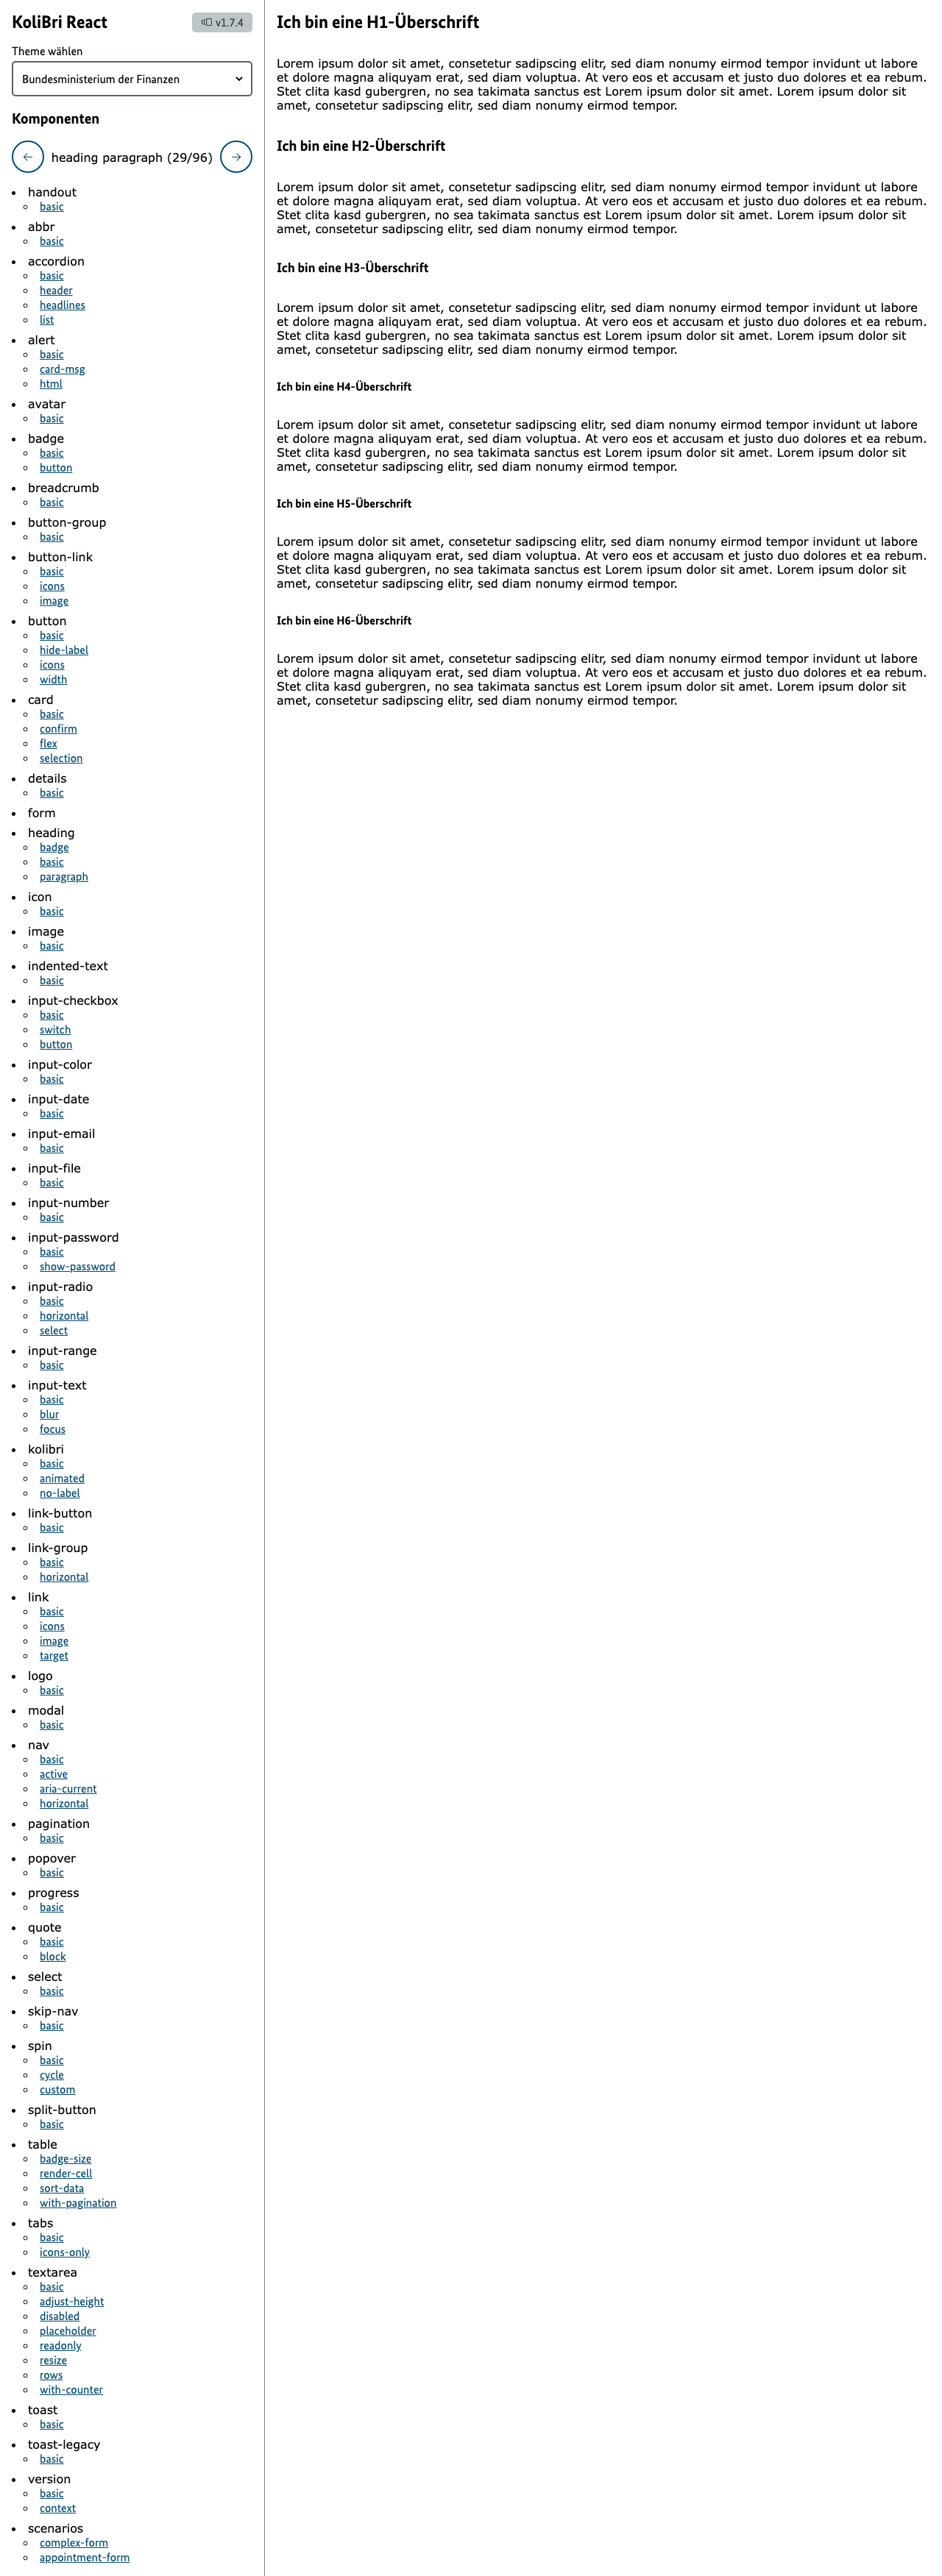 KoliBri React
v1.7.4
Theme wählen
Bundesministerium der Finanzen
Komponenten
heading paragraph (29/96)
handout
basic
abbr
basic
accordion
basic
header
headlines
list
alert
basic
card-msg
html
avatar
basic
badge
basic
button
breadcrumb
basic
button-group
basic
button-link
basic
icons
image
button
basic
hide-label
icons
width
card
basic
confirm
flex
selection
details
basic
form
heading
badge
basic
paragraph
icon
basic
image
basic
indented-text
basic
input-checkbox
basic
switch
button
input-color
basic
input-date
basic
input-email
basic
input-file
basic
input-number
basic
input-password
basic
show-password
input-radio
basic
horizontal
select
input-range
basic
input-text
basic
blur
focus
kolibri
basic
animated
no-label
link-button
basic
link-group
basic
horizontal
link
basic
icons
image
target
logo
basic
modal
basic
nav
basic
active
aria-current
horizontal
pagination
basic
popover
basic
progress
basic
quote
basic
block
select
basic
skip-nav
basic
spin
basic
cycle
custom
split-button
basic
table
badge-size
render-cell
sort-data
with-pagination
tabs
basic
icons-only
textarea
basic
adjust-height
disabled
placeholder
readonly
resize
rows
with-counter
toast
basic
toast-legacy
basic
version
basic
context
scenarios
complex-form
appointment-form
Ich bin eine H1-Überschrift
Lorem ipsum dolor sit amet, consetetur sadipscing elitr, sed diam nonumy eirmod tempor invidunt ut labore
et dolore magna aliquyam erat, sed diam voluptua. At vero eos et accusam et justo duo dolores et ea rebum.
Stet clita kasd gubergren, no sea takimata sanctus est Lorem ipsum dolor sit amet. Lorem ipsum dolor sit
amet, consetetur sadipscing elitr, sed diam nonumy eirmod tempor.
Ich bin eine H2-Überschrift
Lorem ipsum dolor sit amet, consetetur sadipscing elitr, sed diam nonumy eirmod tempor invidunt ut labore
et dolore magna aliquyam erat, sed diam voluptua. At vero eos et accusam et justo duo dolores et ea rebum.
Stet clita kasd gubergren, no sea takimata sanctus est Lorem ipsum dolor sit amet. Lorem ipsum dolor sit
amet, consetetur sadipscing elitr, sed diam nonumy eirmod tempor.
Ich bin eine H3-Überschrift
Lorem ipsum dolor sit amet, consetetur sadipscing elitr, sed diam nonumy eirmod tempor invidunt ut labore
et dolore magna aliquyam erat, sed diam voluptua. At vero eos et accusam et justo duo dolores et ea rebum.
Stet clita kasd gubergren, no sea takimata sanctus est Lorem ipsum dolor sit amet. Lorem ipsum dolor sit
amet, consetetur sadipscing elitr, sed diam nonumy eirmod tempor.
Ich bin eine H4-Überschrift
Lorem ipsum dolor sit amet, consetetur sadipscing elitr, sed diam nonumy eirmod tempor invidunt ut labore
et dolore magna aliquyam erat, sed diam voluptua. At vero eos et accusam et justo duo dolores et ea rebum.
Stet clita kasd gubergren, no sea takimata sanctus est Lorem ipsum dolor sit amet. Lorem ipsum dolor sit
amet, consetetur sadipscing elitr, sed diam nonumy eirmod tempor.
Ich bin eine H5-Überschrift
Lorem ipsum dolor sit amet, consetetur sadipscing elitr, sed diam nonumy eirmod tempor invidunt ut labore
et dolore magna aliquyam erat, sed diam voluptua. At vero eos et accusam et justo duo dolores et ea rebum.
Stet clita kasd gubergren, no sea takimata sanctus est Lorem ipsum dolor sit amet. Lorem ipsum dolor sit
amet, consetetur sadipscing elitr, sed diam nonumy eirmod tempor.
Ich bin eine H6-Überschrift
Lorem ipsum dolor sit amet, consetetur sadipscing elitr, sed diam nonumy eirmod tempor invidunt ut labore
et dolore magna aliquyam erat, sed diam voluptua. At vero eos et accusam et justo duo dolores et ea rebum.
Stet clita kasd gubergren, no sea takimata sanctus est Lorem ipsum dolor sit amet. Lorem ipsum dolor sit
amet, consetetur sadipscing elitr, sed diam nonumy eirmod tempor.